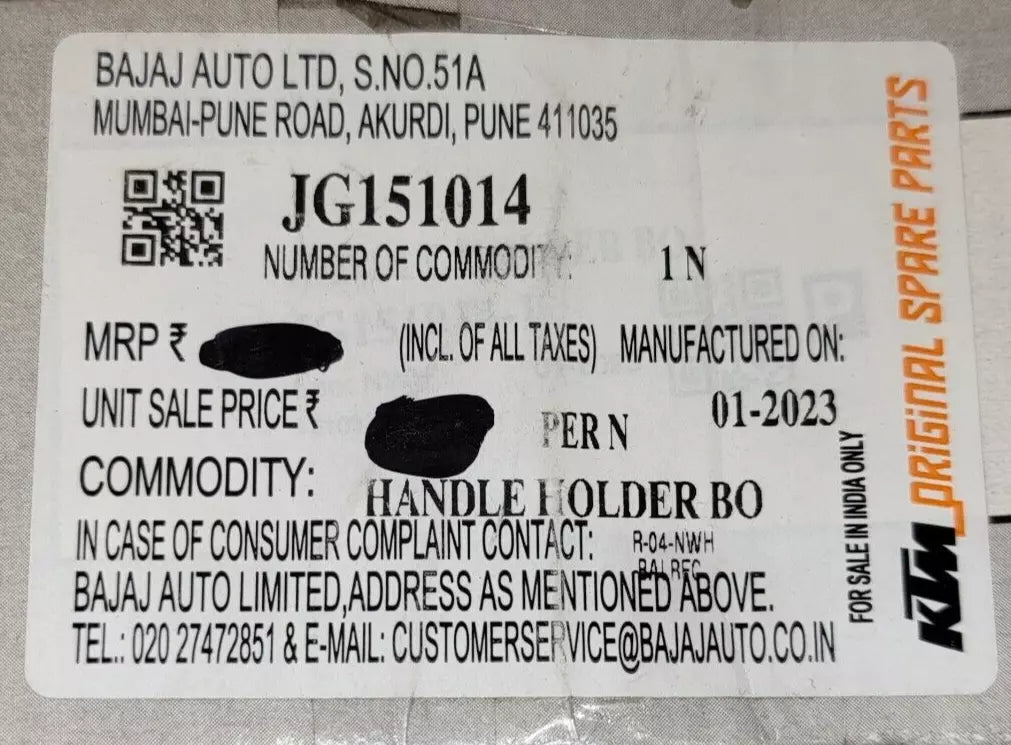 BAJAJ AUTO LTD, S.NO.51A
MUMBAI-PUNE ROAD, AKURDI, PUNE 411035
JG151014
NUMBER OF COMMODITY: 1 N
MRP ₹ (INCL. OF ALL TAXES) MANUFACTURED ON:
UNIT SALE PRICE ₹ PER N 01-2023
COMMODITY: HANDLE HOLDER BO
IN CASE OF CONSUMER COMPLAINT CONTACT: R-04-NWH
BAJAJ AUTO LIMITED,ADDRESS AS MENTIONED ABOVE.
TEL.: 020 27472851 & E-MAIL: CUSTOMERSERVICE@BAJAJAUTO.CO.IN
FOR SALE IN INDIA ONLY
KTM ORIGINAL SPARE PARTS